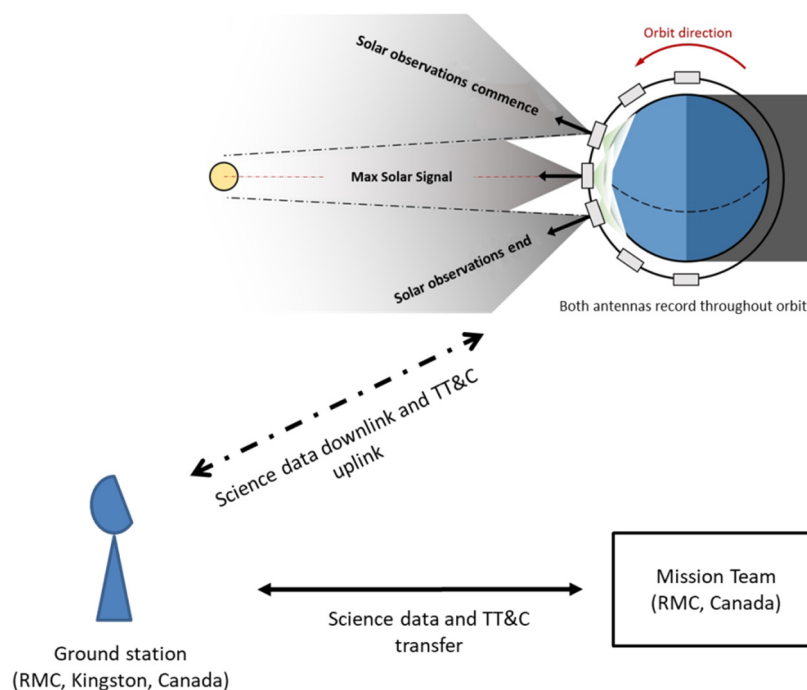 Orbit direction
Solar observations commence
Max Solar Signal
Solar observations end
Both antennas record throughout orbit
Science data downlink and TT&C
uplink
Science data and TT&C
transfer
Mission Team
(RMC, Canada)
Ground station
(RMC, Kingston, Canada)